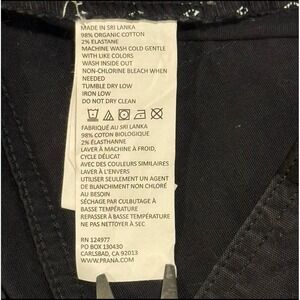 MADE IN SRI LANKA
98% ORGANIC COTTON
2% ELASTANE
MACHINE WASH COLD GENTLE
WITH LIKE COLORS
WASH INSIDE OUT
NON-CHLORINE BLEACH WHEN
NEEDED
TUMBLE DRY LOW
IRON LOW
DO NOT DRY CLEAN
FABRIQUÉ AU SRI LANKA
98% COTON BIOLOGIQUE
2% ÉLASTHANNE
LAVER À MACHINE À FROID,
CYCLE DÉLICAT
AVEC DES COULEURS SIMILAIRES
LAVER À L'ENVERS
UTILISER SEULEMENT UN AGENT
DE BLANCHIMENT NON CHLORÉ AU
BESOIN
SÉCHAGE PAR CULBUTAGE À
BASSE TEMPÉRATURE
REPASSER À BASSE TEMPÉRATURE
NE PAS NETTOYER À SEC
RN 124977
PO BOX 130430
CARLSBAD, CA 92013
WWW.PRANA.COM